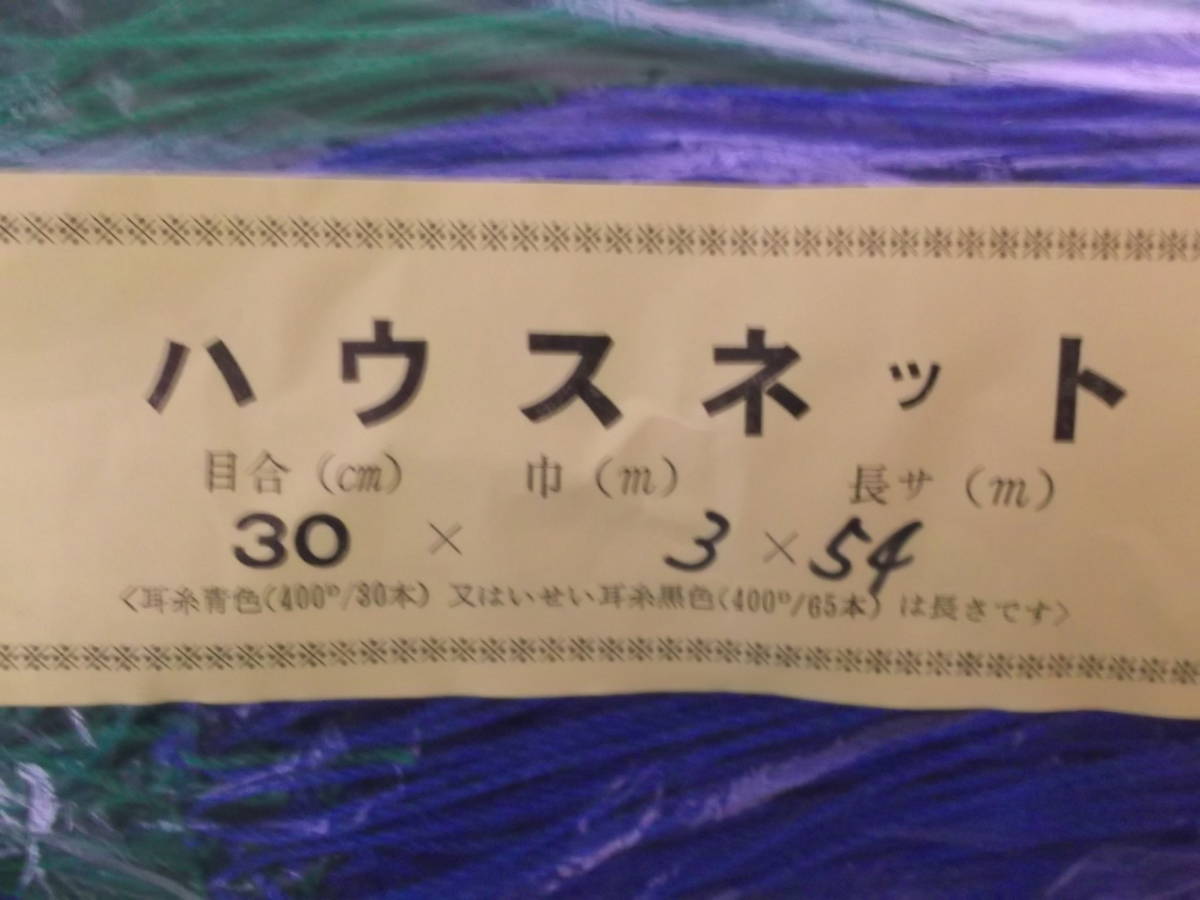 ハウスネット
目合(cm) 巾(m) 長サ(m)
30 × 3 × 54
<耳糸青色(400ᴰ/30本) 又はいせい耳糸黒色(400ᴰ/65本) は長さです>